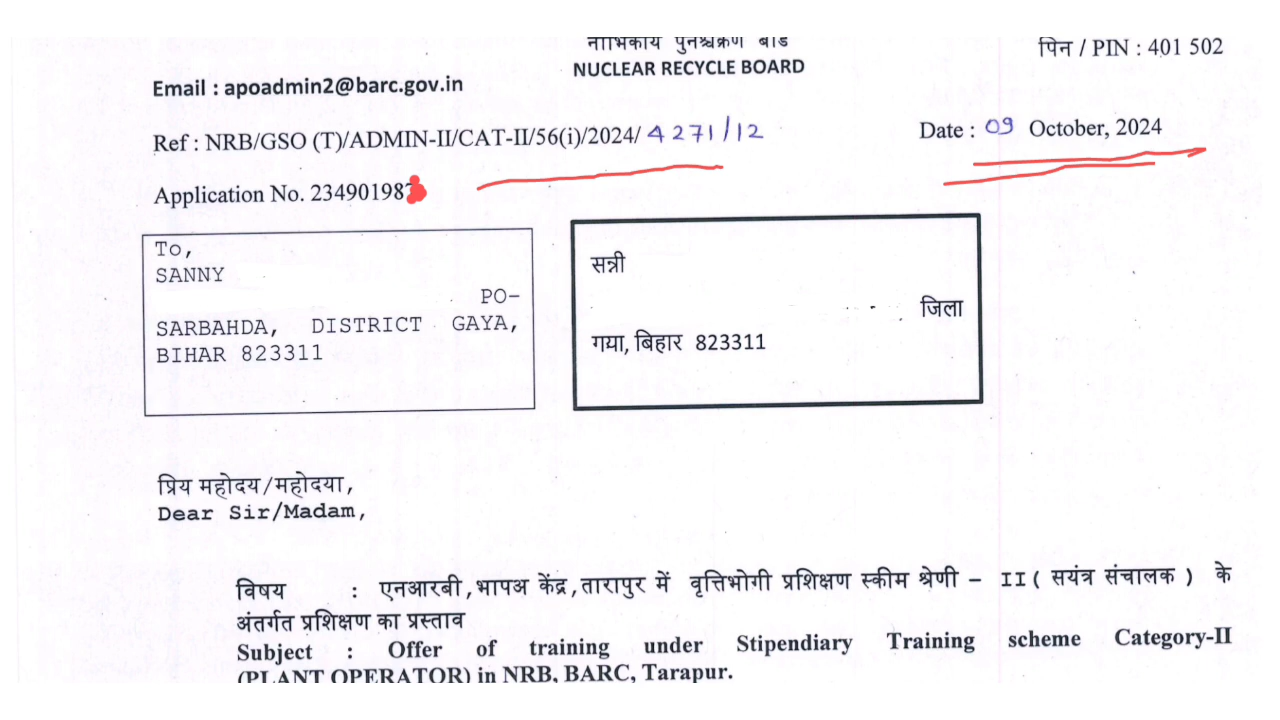 नाभिकीय पुनश्चक्रण बोर्ड
पिन / PIN : 401 502
NUCLEAR RECYCLE BOARD
Email : apoadmin2@barc.gov.in
Ref : NRB/GSO (T)/ADMIN-II/CAT-II/56(i)/2024/ 4271/12
Date : 09 October, 2024
Application No. 23490198
To,
SANNY
PO-
SARBAHDA, DISTRICT GAYA,
BIHAR 823311
सन्नी
जिला
गया, बिहार 823311
प्रिय महोदय/महोदया,
Dear Sir/Madam,
विषय : एनआरबी,भापअ केंद्र,तारापुर में वृत्तिभोगी प्रशिक्षण स्कीम श्रेणी – II ( सयंत्र संचालक ) के
अंतर्गत प्रशिक्षण का प्रस्ताव
Subject : Offer of training under Stipendiary Training scheme Category-II
(PLANT OPERATOR) in NRB, BARC, Tarapur.